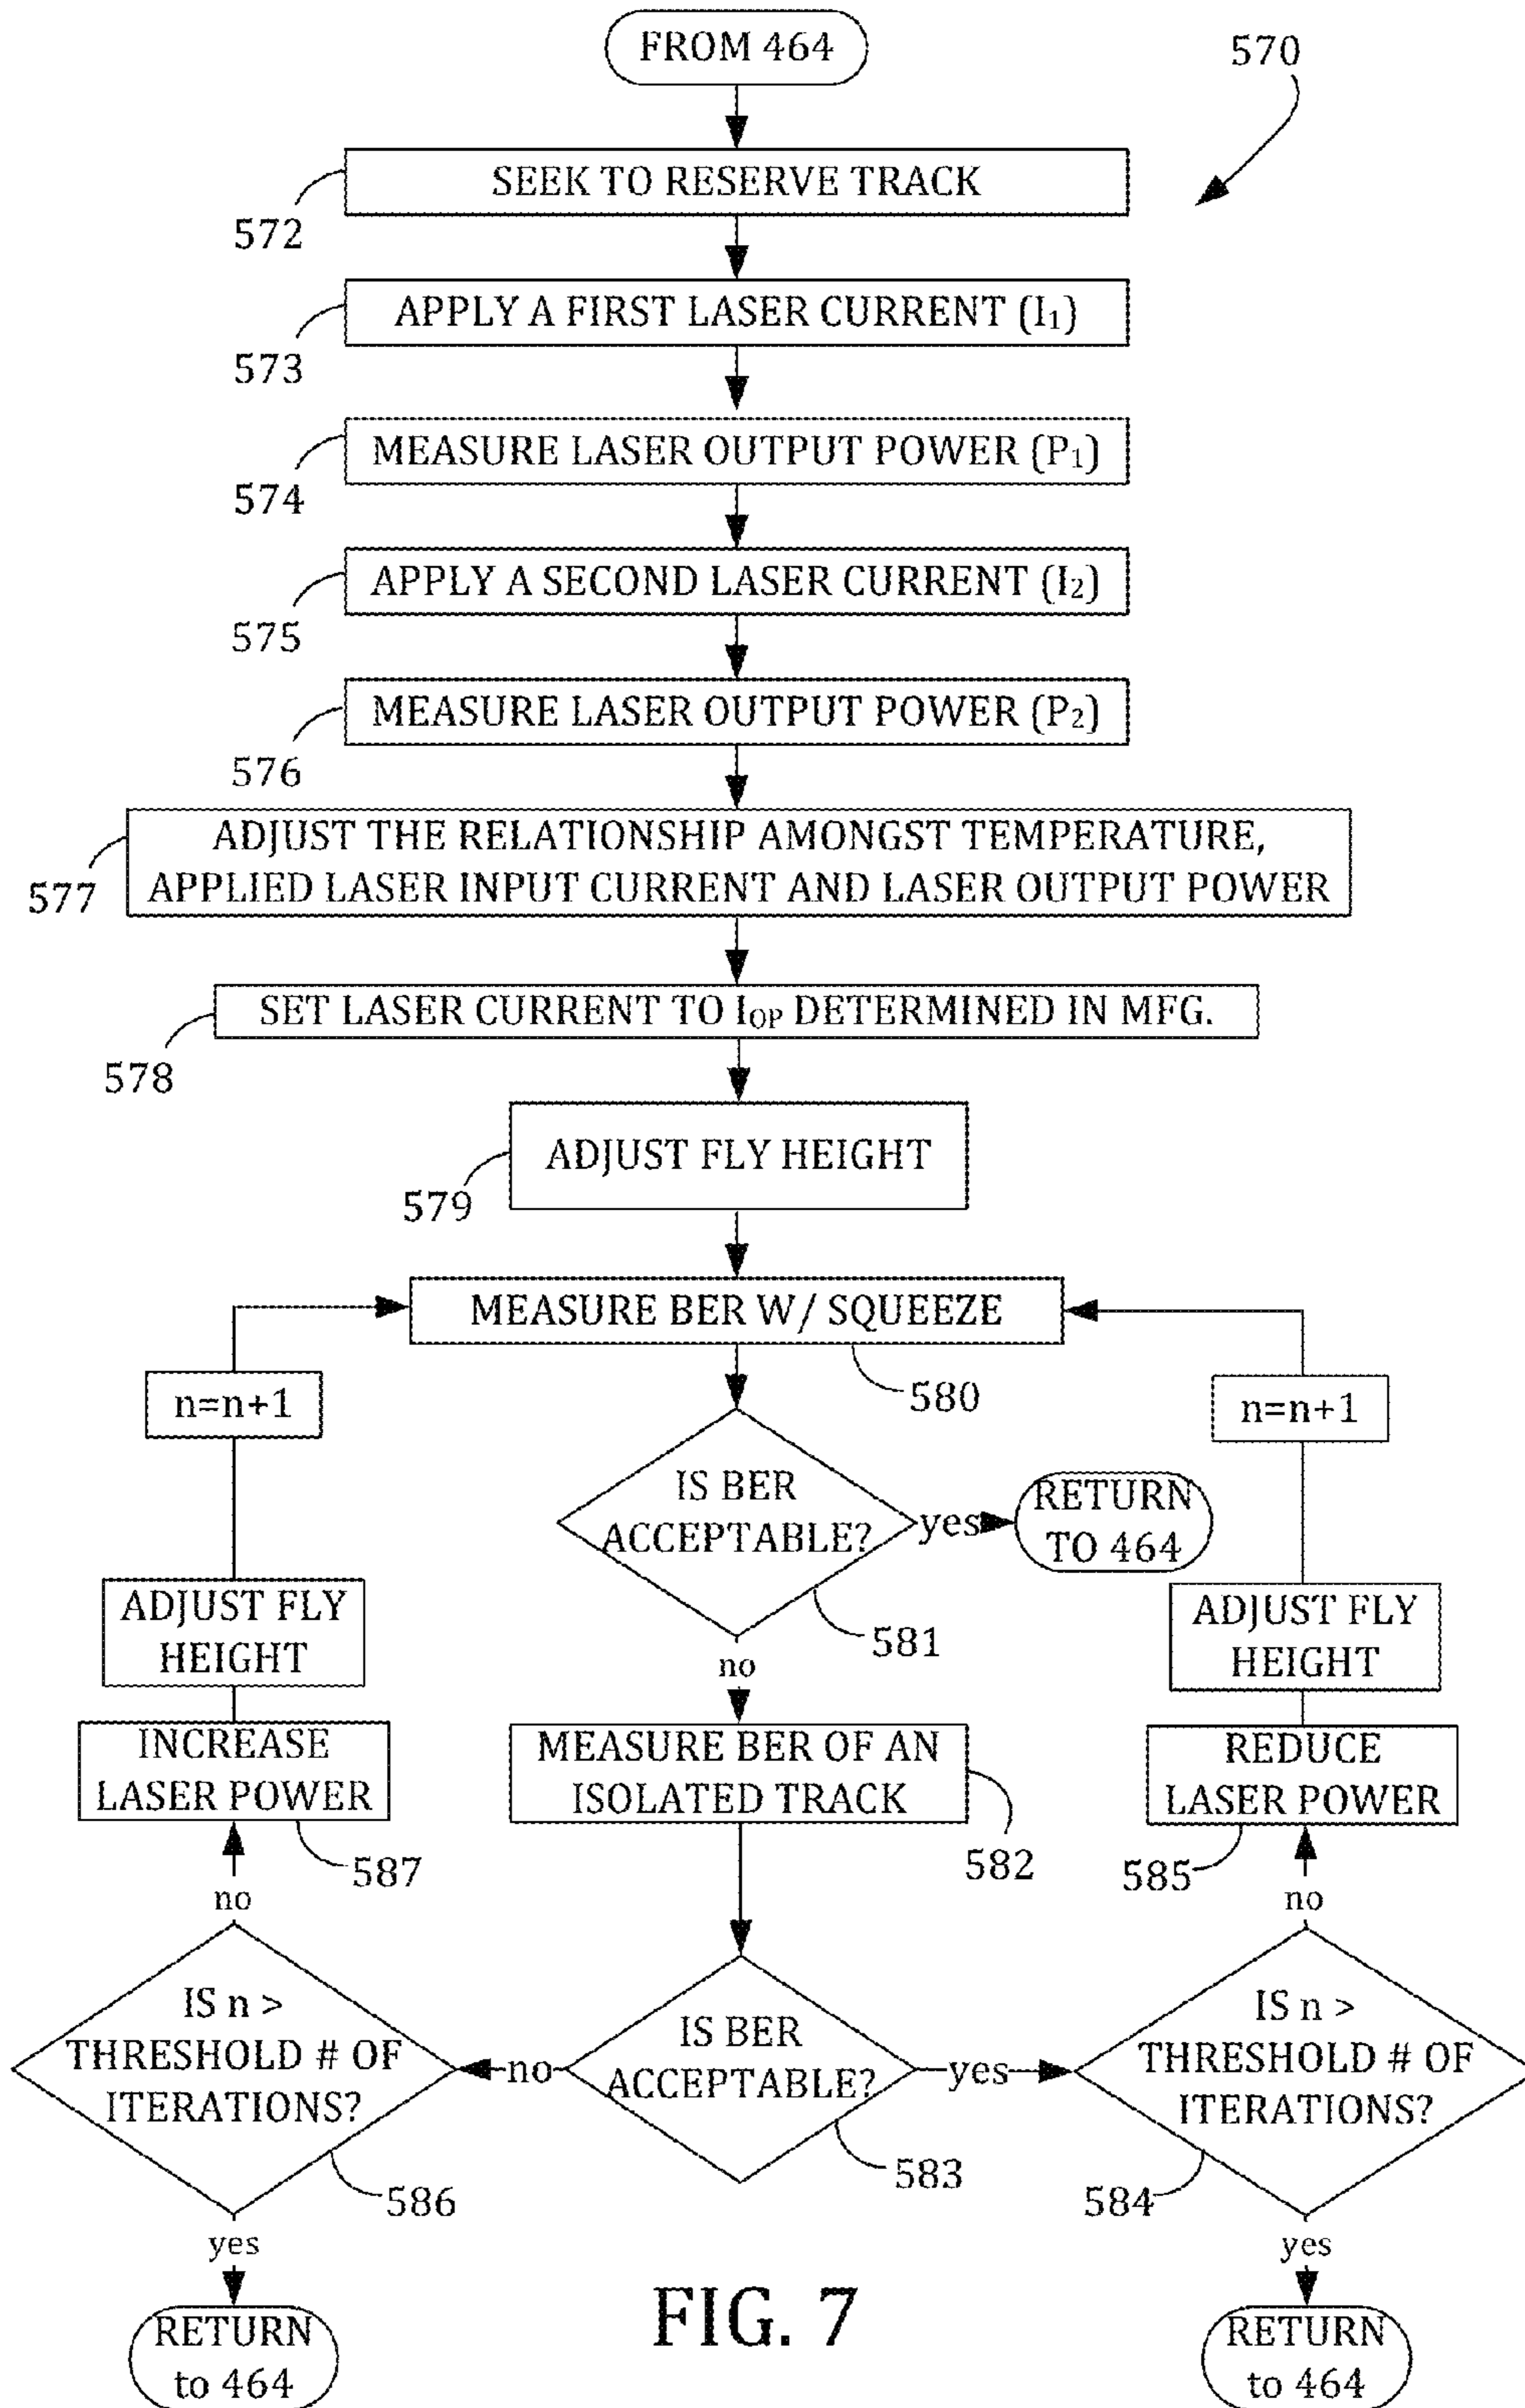 FROM 464
570
SEEK TO RESERVE TRACK
572
APPLY A FIRST LASER CURRENT (I₁)
573
MEASURE LASER OUTPUT POWER (P₁)
574
APPLY A SECOND LASER CURRENT (I₂)
575
MEASURE LASER OUTPUT POWER (P₂)
576
ADJUST THE RELATIONSHIP AMONGST TEMPERATURE,
APPLIED LASER INPUT CURRENT AND LASER OUTPUT POWER
577
SET LASER CURRENT TO I_OP DETERMINED IN MFG.
578
ADJUST FLY HEIGHT
579
MEASURE BER W/ SQUEEZE
580
n=n+1
n=n+1
IS BER
ACCEPTABLE?
yes
RETURN
TO 464
581
no
ADJUST FLY
HEIGHT
ADJUST FLY
HEIGHT
INCREASE
LASER POWER
587
MEASURE BER OF AN
ISOLATED TRACK
582
REDUCE
LASER POWER
585
no
no
IS n >
THRESHOLD # OF
ITERATIONS?
586
no
IS BER
ACCEPTABLE?
583
yes
IS n >
THRESHOLD # OF
ITERATIONS?
584
yes
yes
RETURN
to 464
RETURN
to 464
FIG. 7